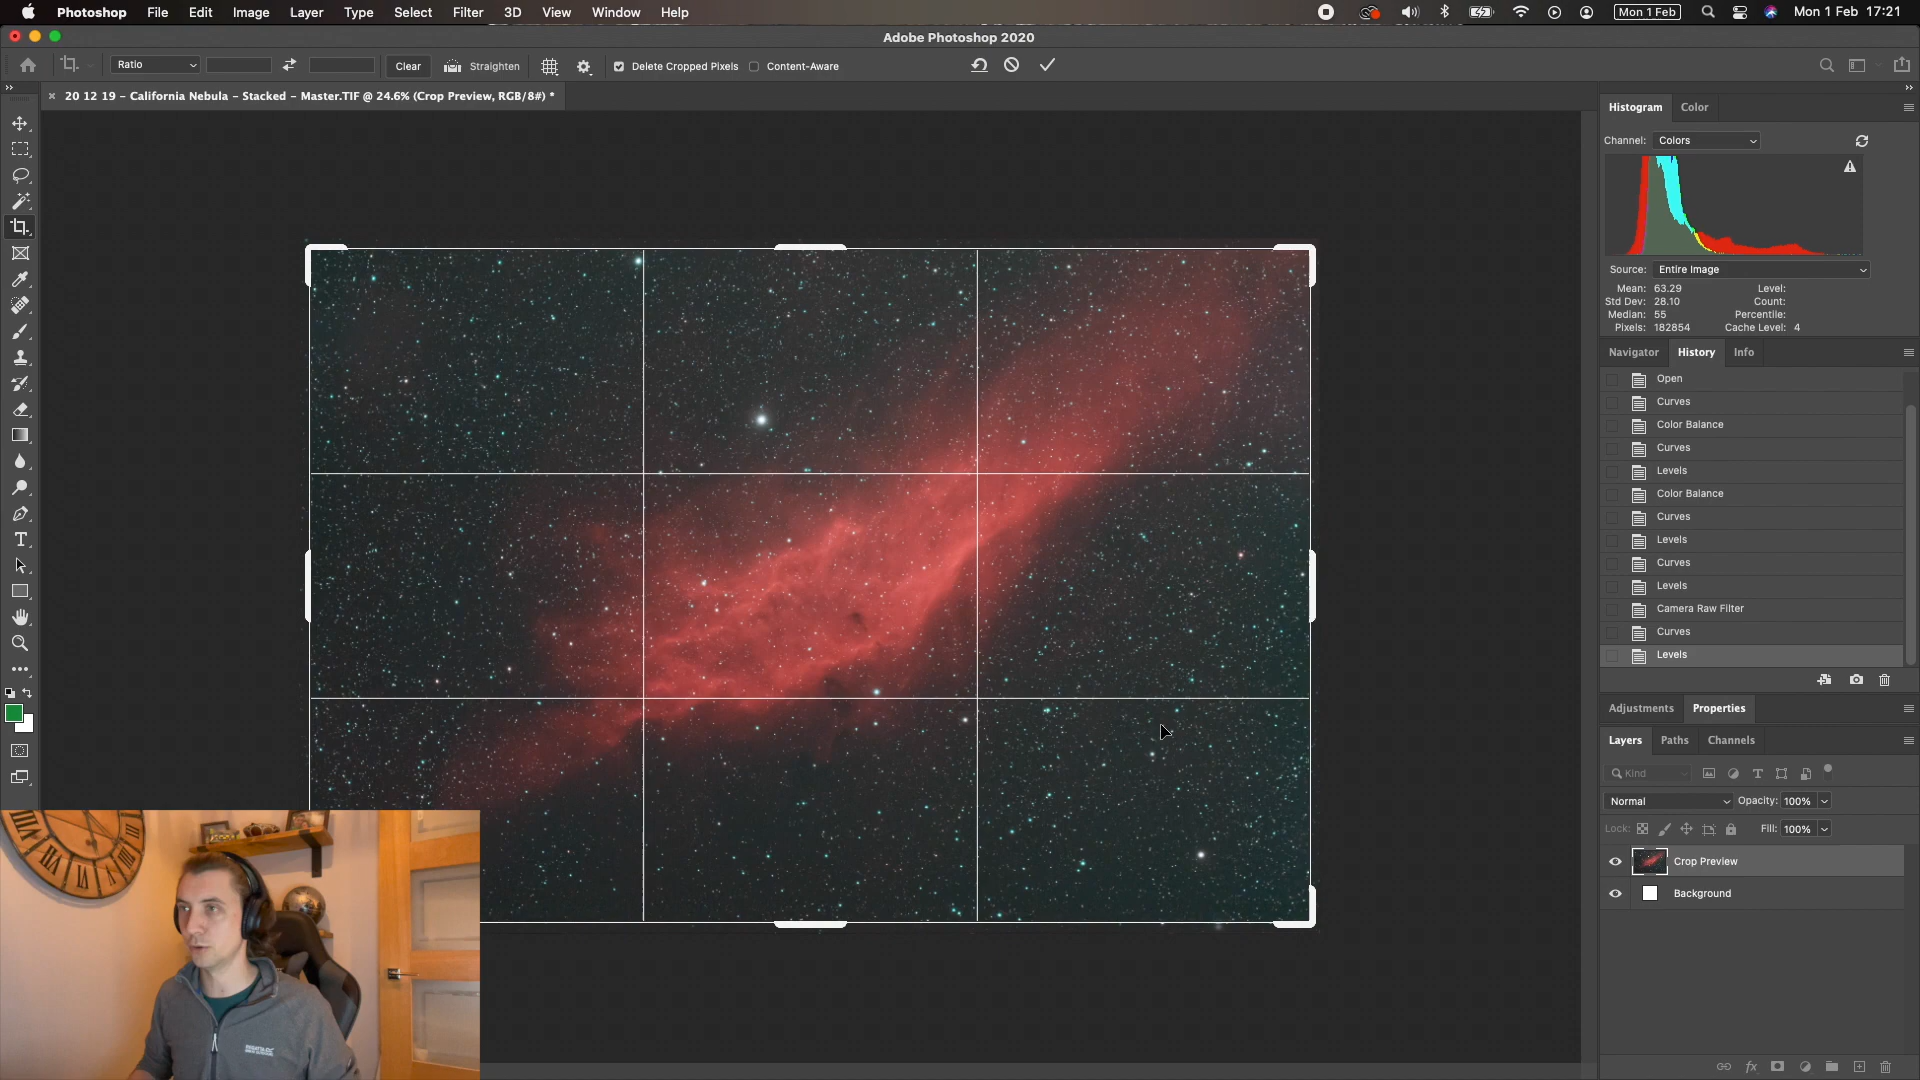 Photoshop File Edit Image Layer Type Select Filter 3D View Window Help Mon 1 Feb Mon 1 Feb 17:21
Adobe Photoshop 2020
Ratio Clear Straighten Delete Cropped Pixels Content-Aware
20 12 19 – California Nebula – Stacked – Master.TIF @ 24.6% (Crop Preview, RGB/8#) *
Histogram Color
Channel: Colors
Source: Entire Image
Mean: 63.29 Level:
Std Dev: 28.10 Count:
Median: 55 Percentile:
Pixels: 182854 Cache Level: 4
Navigator History Info
Open
Curves
Color Balance
Curves
Levels
Color Balance
Curves
Levels
Curves
Levels
Camera Raw Filter
Curves
Levels
Adjustments Properties
Layers Paths Channels
Kind
Normal Opacity: 100%
Lock: Fill: 100%
Crop Preview
Background